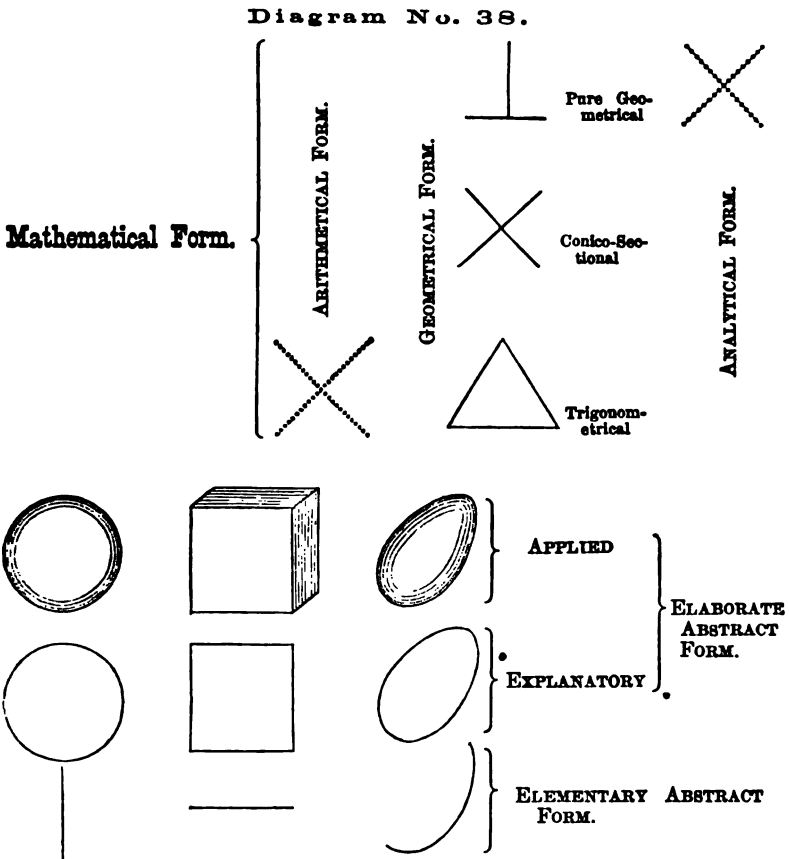 Diagram No. 38.
Mathematical Form.
ARITHMETICAL FORM.
GEOMETRICAL FORM.
Pure Geo-
metrical
Conico-Sec-
tional
Trigonom-
etrical
ANALYTICAL FORM.
APPLIED
EXPLANATORY
ELABORATE
ABSTRACT
FORM.
ELEMENTARY ABSTRACT
FORM.